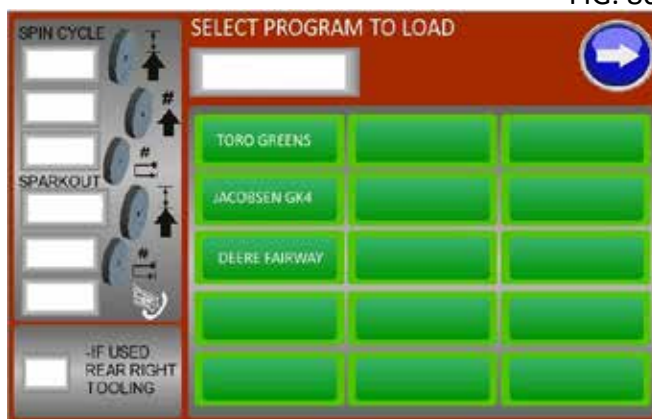 SPIN CYCLE
#
#
SPARKOUT
#
-IF USED
REAR RIGHT
TOOLING
SELECT PROGRAM TO LOAD
TORO GREENS
JACOBSEN GK4
DEERE FAIRWAY